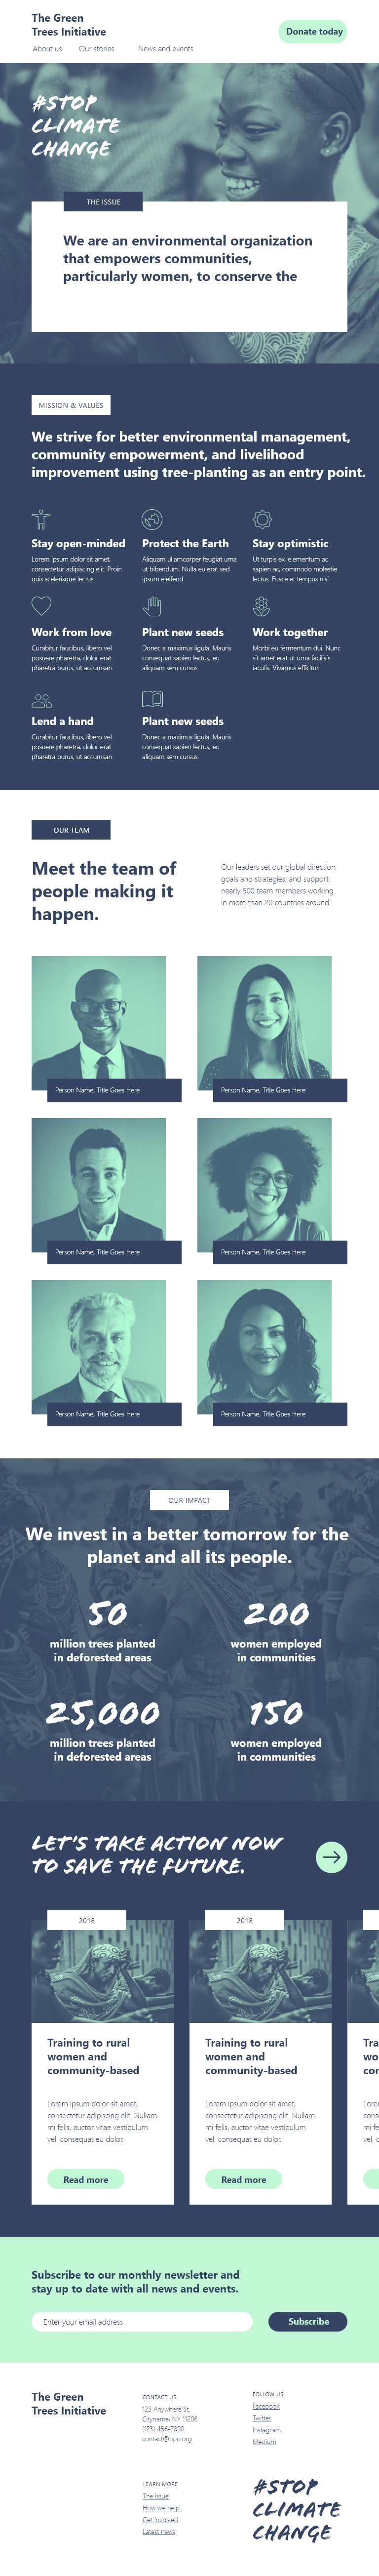 The Green
Trees Initiative
Donate today
About us
Our stories
News and events
#STOP
CLIMATE
CHANGE
THE ISSUE
We are an environmental organization
that empowers communities,
particularly women, to conserve the
MISSION & VALUES
We strive for better environmental management,
community empowerment, and livelihood
improvement using tree-planting as an entry point.
Stay open-minded
Lorem ipsum dolor sit amet,
consectetur adipiscing elit. Proin
quis scelerisque lectus.
Protect the Earth
Aliquam ullamcorper feugiat urna
ut bibendum. Nulla eu erat sed
ipsum eleifend.
Stay optimistic
Ut turpis ex, elementum ac
sapien ac, commodo molestie
lectus. Fusce et tempus nisi.
Work from love
Curabitur faucibus, libero vel
posuere pharetra, dolor erat
pharetra purus, ut accumsan.
Plant new seeds
Donec a maximus ligula. Mauris
consequat sapien lectus, eu
aliquam sem cursus.
Work together
Morbi eu fermentum dui. Nunc
sit amet erat ut urna facilisis
iaculis. Vivamus efficitur.
Lend a hand
Curabitur faucibus, libero vel
posuere pharetra, dolor erat
pharetra purus, ut accumsan.
Plant new seeds
Donec a maximus ligula. Mauris
consequat sapien lectus, eu
aliquam sem cursus.
OUR TEAM
Meet the team of
people making it
happen.
Our leaders set our global direction,
goals and strategies, and support
nearly 500 team members working
in more than 20 countries around
Person Name, Title Goes Here
Person Name, Title Goes Here
Person Name, Title Goes Here
Person Name, Title Goes Here
Person Name, Title Goes Here
Person Name, Title Goes Here
OUR IMPACT
We invest in a better tomorrow for the
planet and all its people.
50
million trees planted
in deforested areas
200
women employed
in communities
25,000
million trees planted
in deforested areas
150
women employed
in communities
LET'S TAKE ACTION NOW
TO SAVE THE FUTURE.
2018
Training to rural
women and
community-based
Lorem ipsum dolor sit amet,
consectetur adipiscing elit. Nullam
mi felis, auctor vitae vestibulum
vel, consequat eu dolor.
Read more
2018
Training to rural
women and
community-based
Lorem ipsum dolor sit amet,
consectetur adipiscing elit. Nullam
mi felis, auctor vitae vestibulum
vel, consequat eu dolor.
Read more
Subscribe to our monthly newsletter and
stay up to date with all news and events.
Enter your email address
Subscribe
The Green
Trees Initiative
CONTACT US
123 Anywhere St.
Cityname, NY 11206
(123) 456-7890
contact@npo.org
FOLLOW US
Facebook
Twitter
Instagram
Medium
LEARN MORE
The issue
How we help
Get involved
Latest news
#STOP
CLIMATE
CHANGE